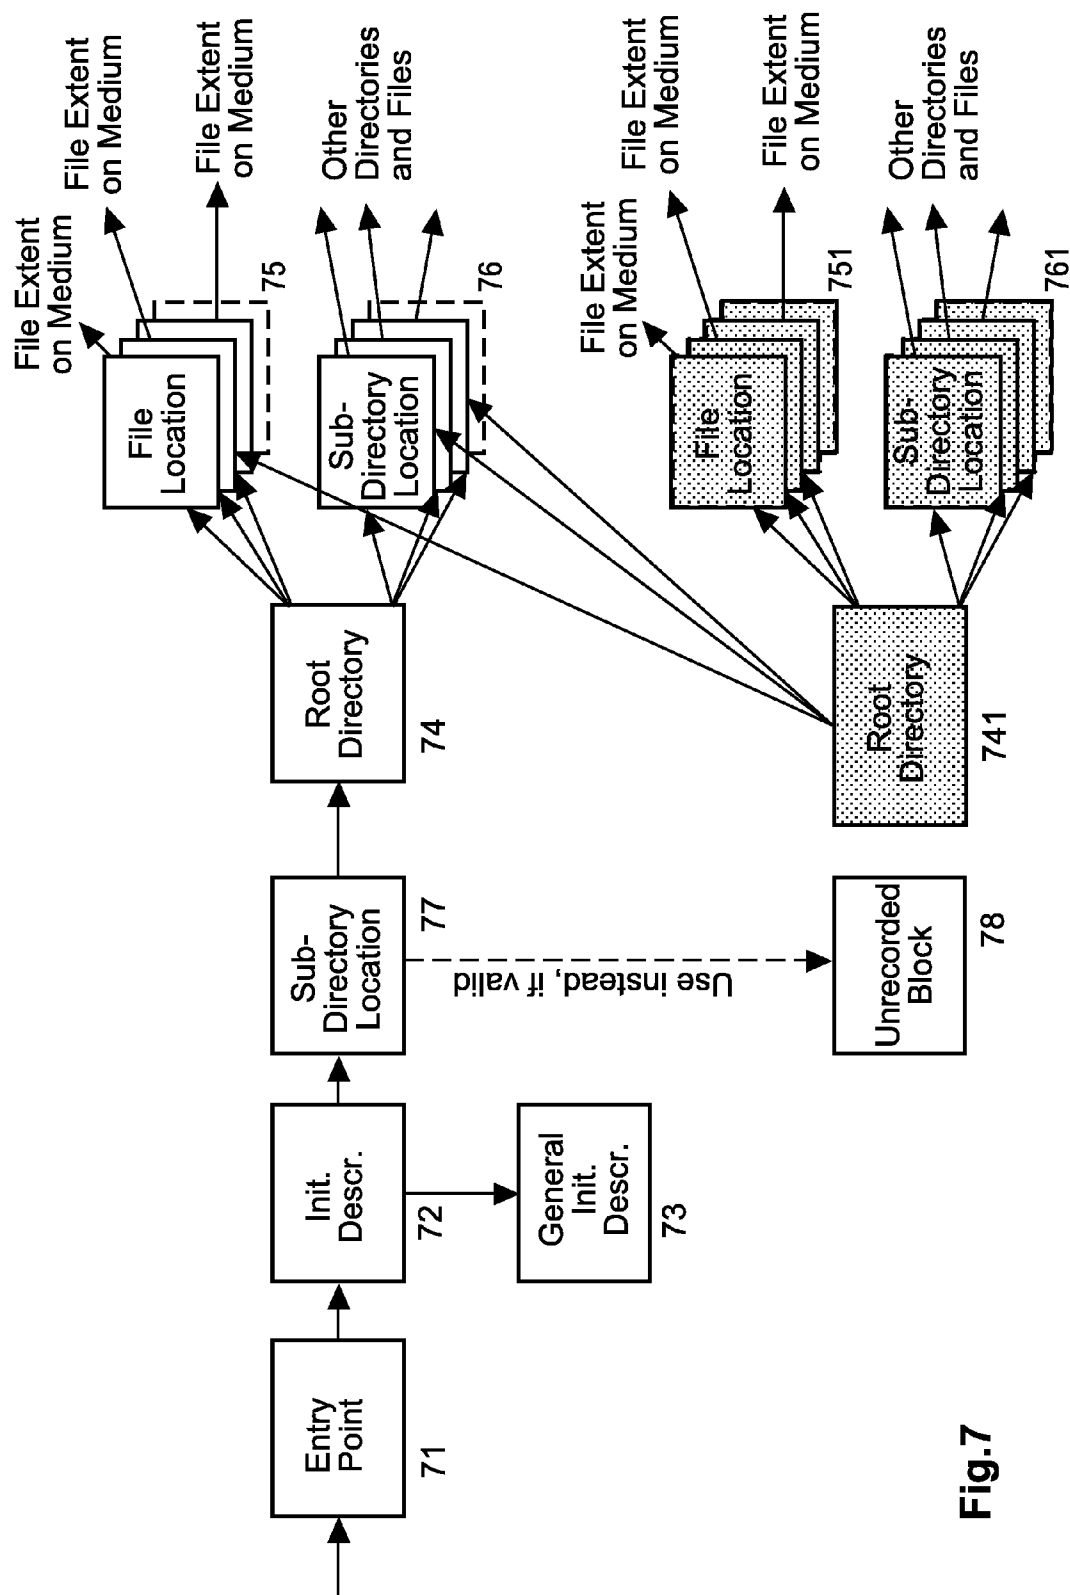 Entry
Point
71
Init.
Descr.
72
General
Init.
Descr.
73
Sub-
Directory
Location
77
Use instead, if valid
Unrecorded
Block
78
Root
Directory
74
File
Location
75
File Extent
on Medium
File Extent
on Medium
File Extent
on Medium
Sub-
Directory
Location
76
Other
Directories
and Files
Root
Directory
741
File
Location
751
File Extent
on Medium
File Extent
on Medium
File Extent
on Medium
Sub-
Directory
Location
761
Other
Directories
and Files
Fig.7